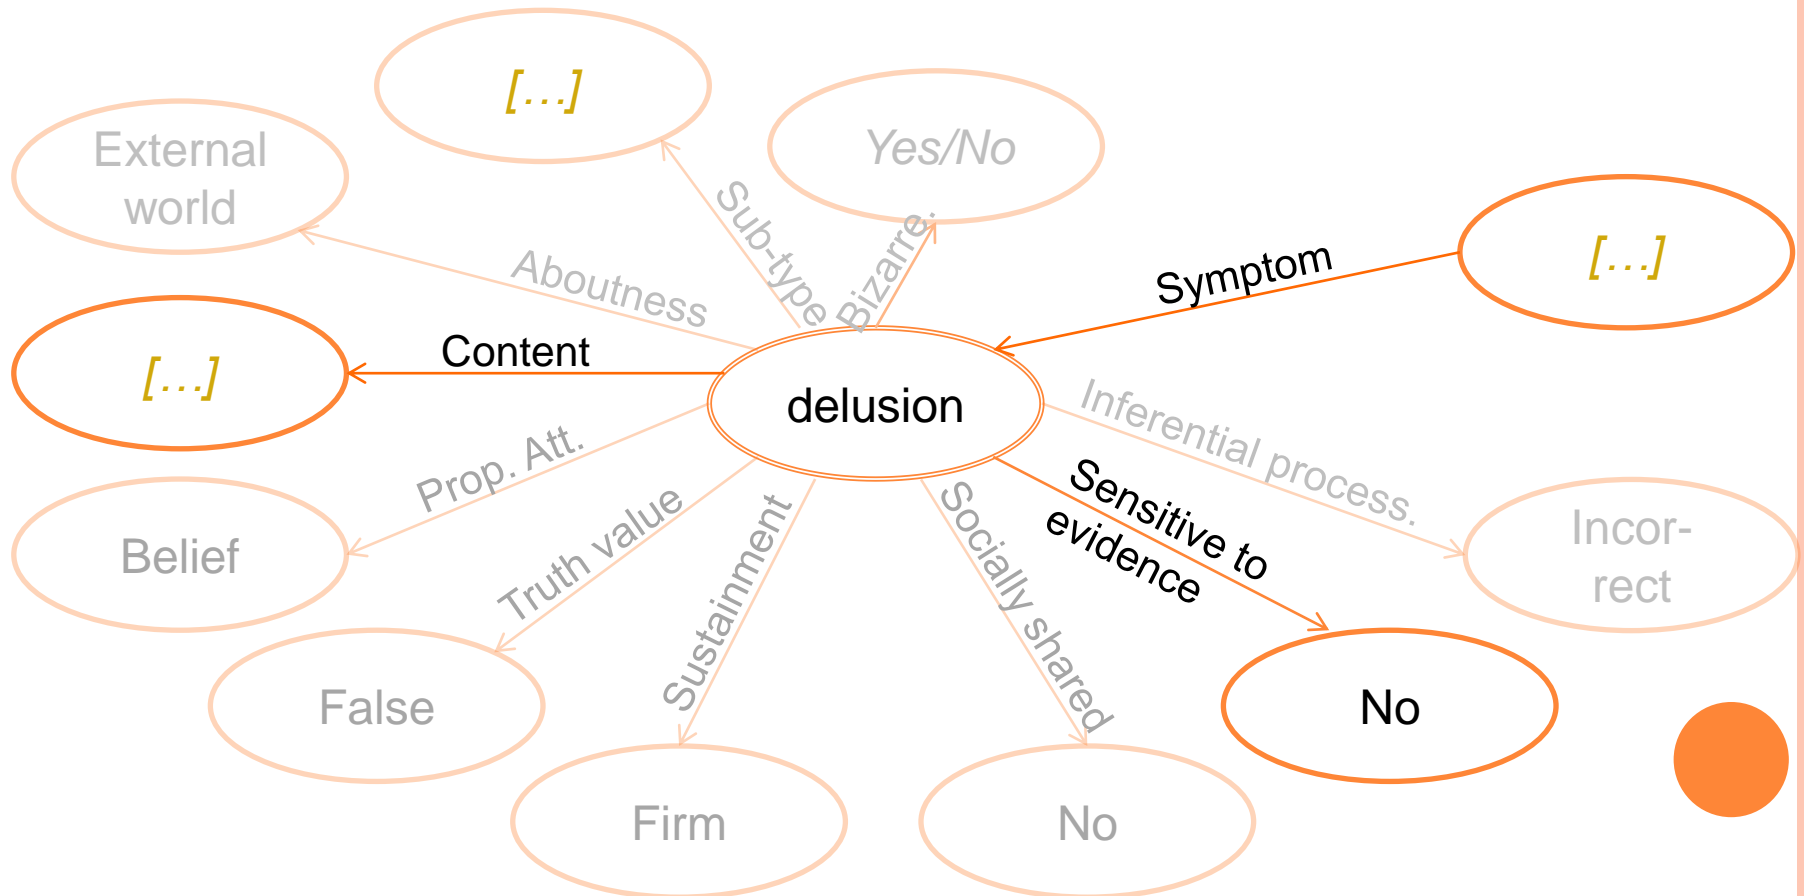 […]
Yes/No
External
world
Sub-type
Bizarre.
Symptom
[…]
Aboutness
Content
[…]
delusion
Inferential process.
Prop. Att.
Sensitive to
evidence
Belief
Truth value
Sustainment
Socially shared
Incor-
rect
False
No
Firm
No